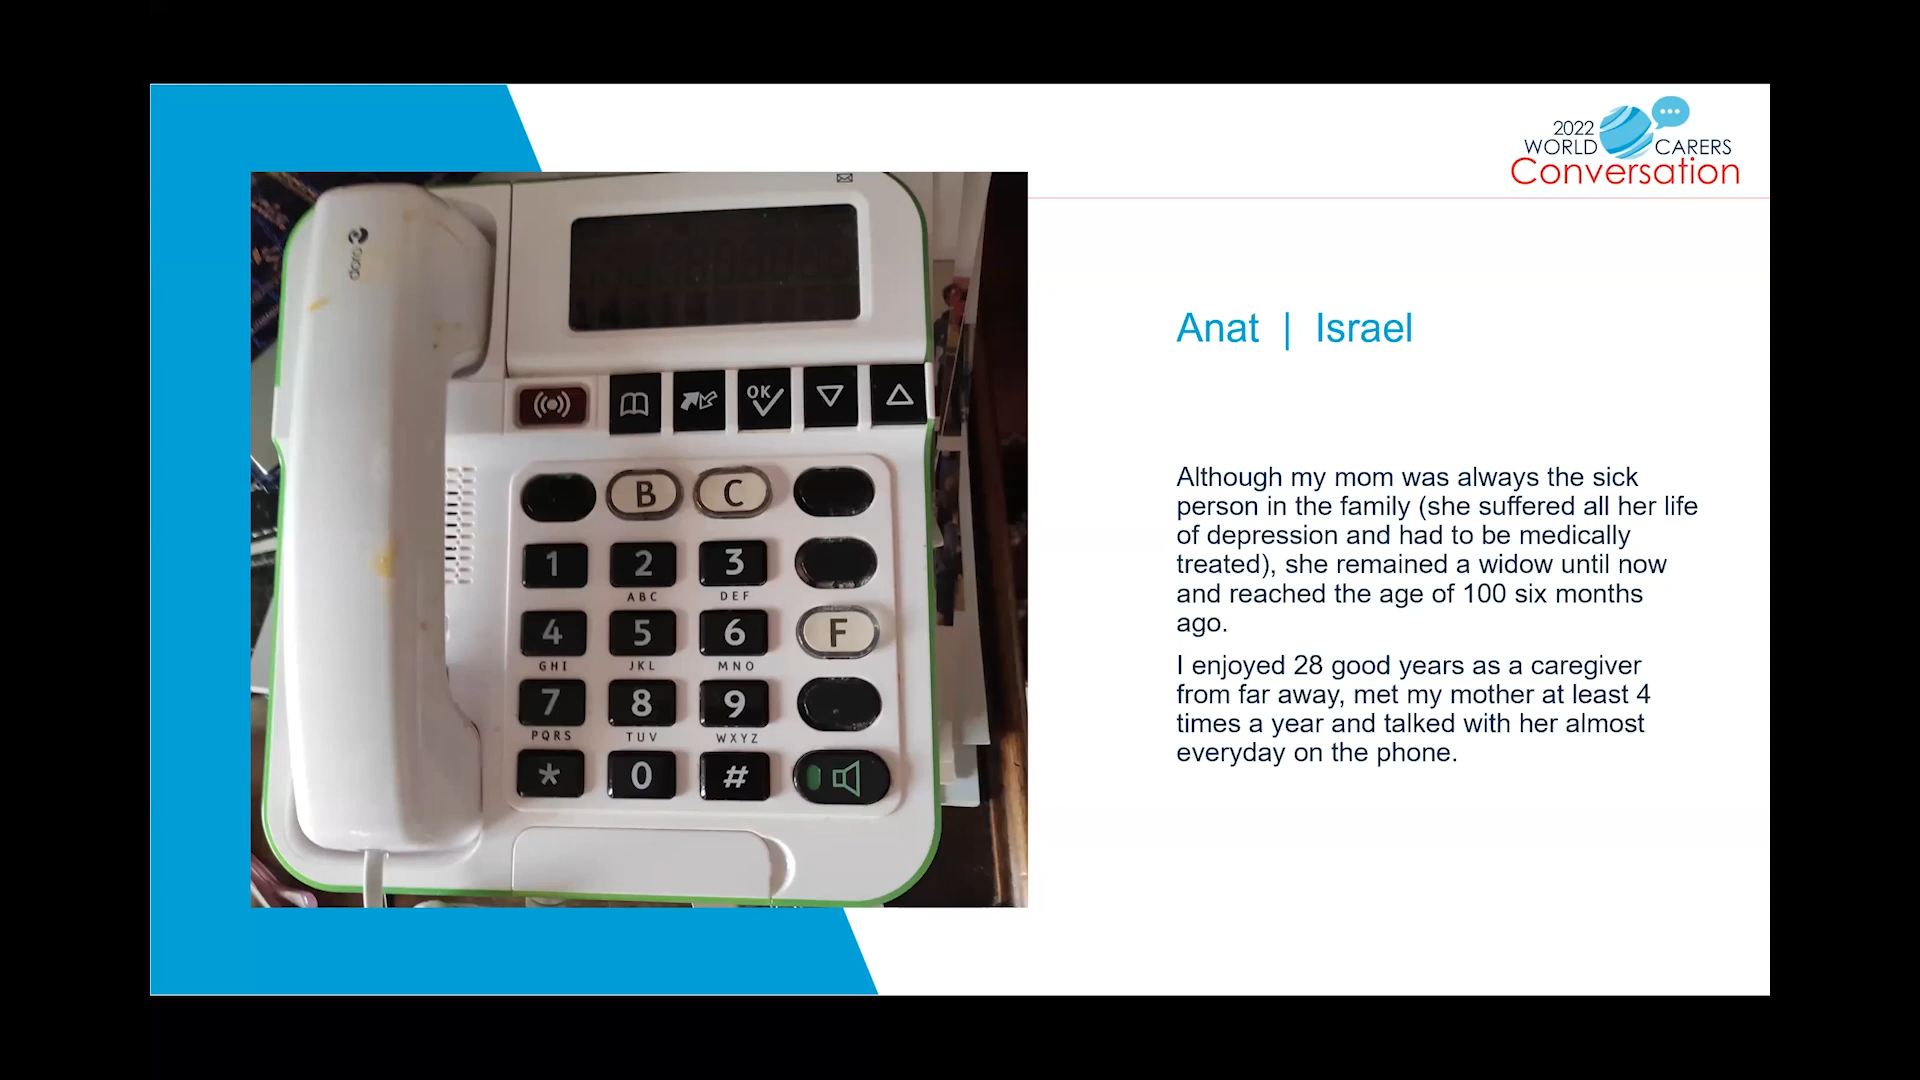 2022
WORLD CARERS
Conversation
doro
OK
B C
1 2 3
ABC DEF
4 5 6 F
GHI JKL MNO
7 8 9
PQRS TUV WXYZ
* 0 #
Anat | Israel
Although my mom was always the sick
person in the family (she suffered all her life
of depression and had to be medically
treated), she remained a widow until now
and reached the age of 100 six months
ago.
I enjoyed 28 good years as a caregiver
from far away, met my mother at least 4
times a year and talked with her almost
everyday on the phone.